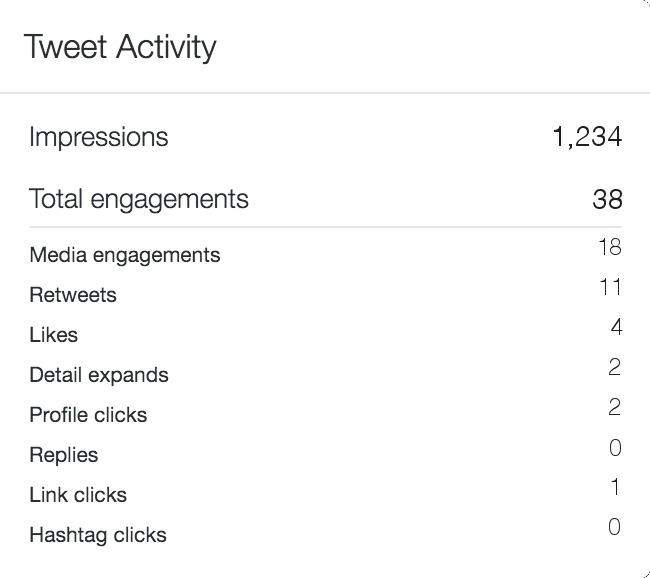 Tweet Activity
Impressions 1,234
Total engagements 38
Media engagements 18
Retweets 11
Likes 4
Detail expands 2
Profile clicks 2
Replies 0
Link clicks 1
Hashtag clicks 0